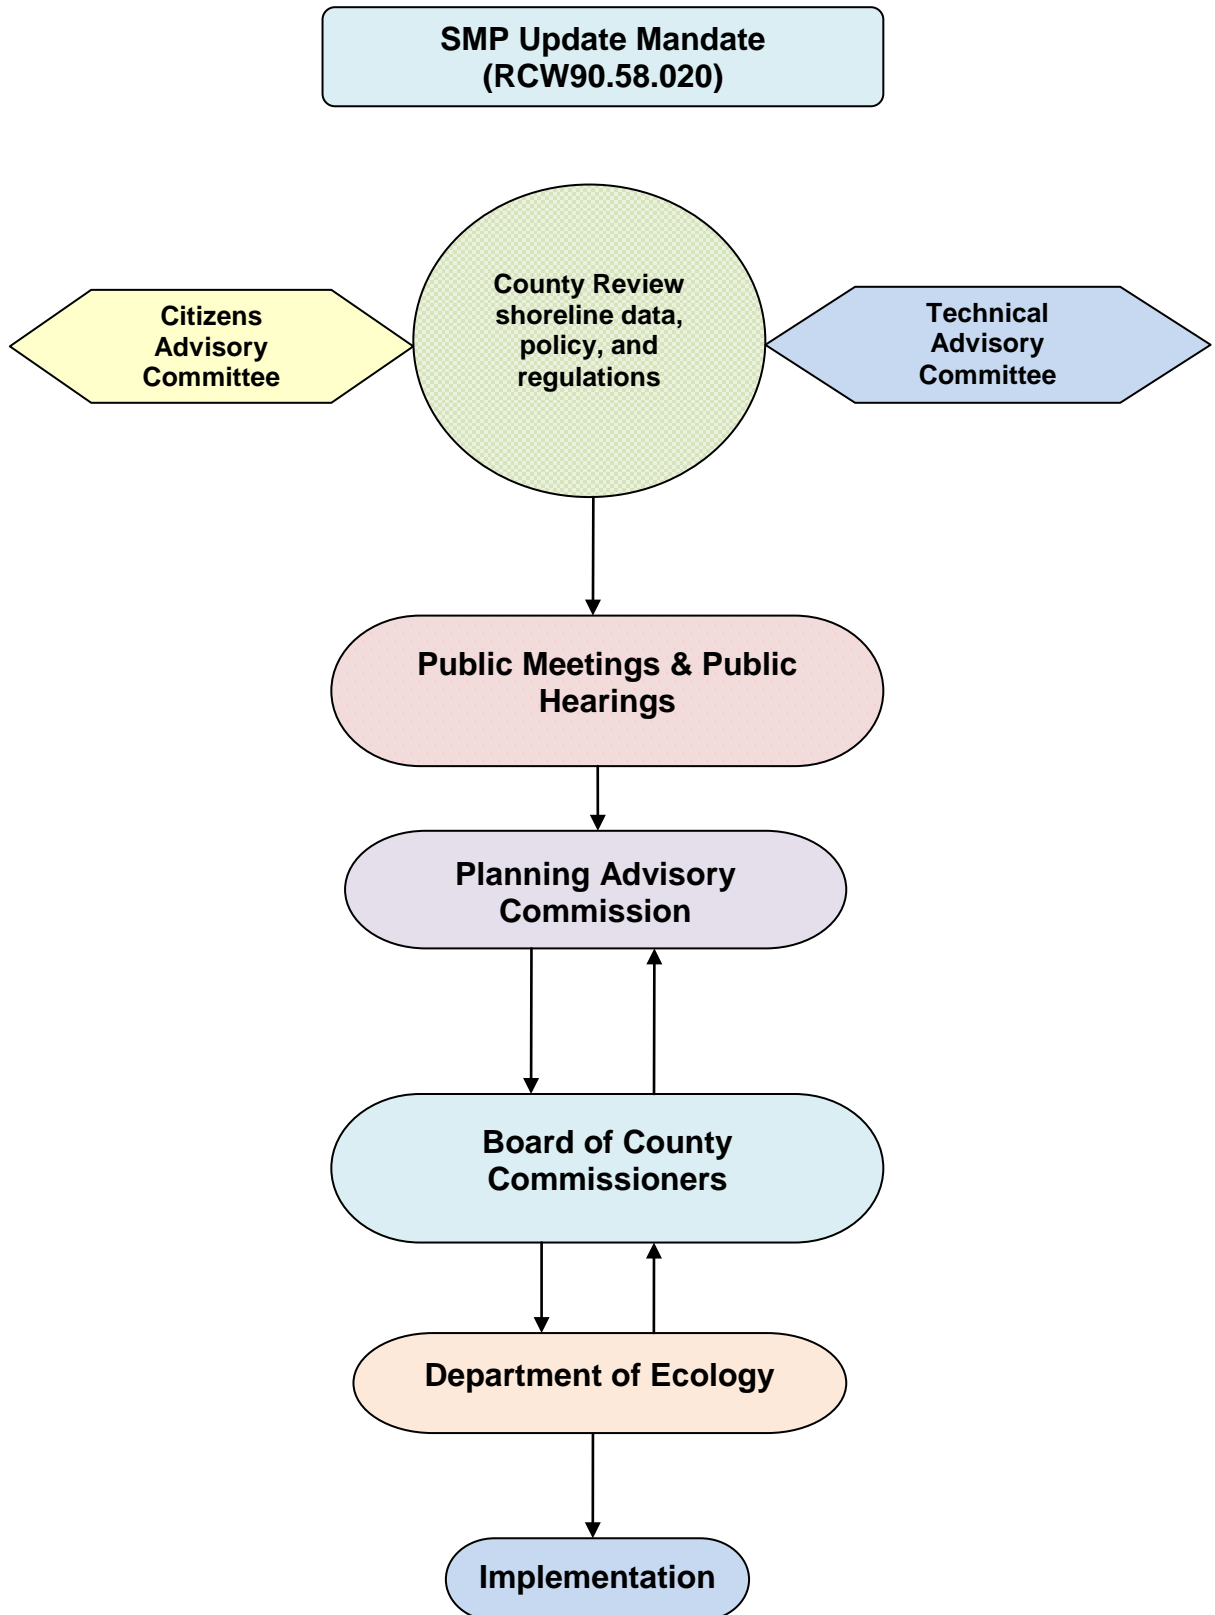 SMP Update Mandate
(RCW90.58.020)
County Review
shoreline data,
policy, and
regulations
Citizens
Advisory
Committee
Technical
Advisory
Committee
Public Meetings & Public
Hearings
Planning Advisory
Commission
Board of County
Commissioners
Department of Ecology
Implementation